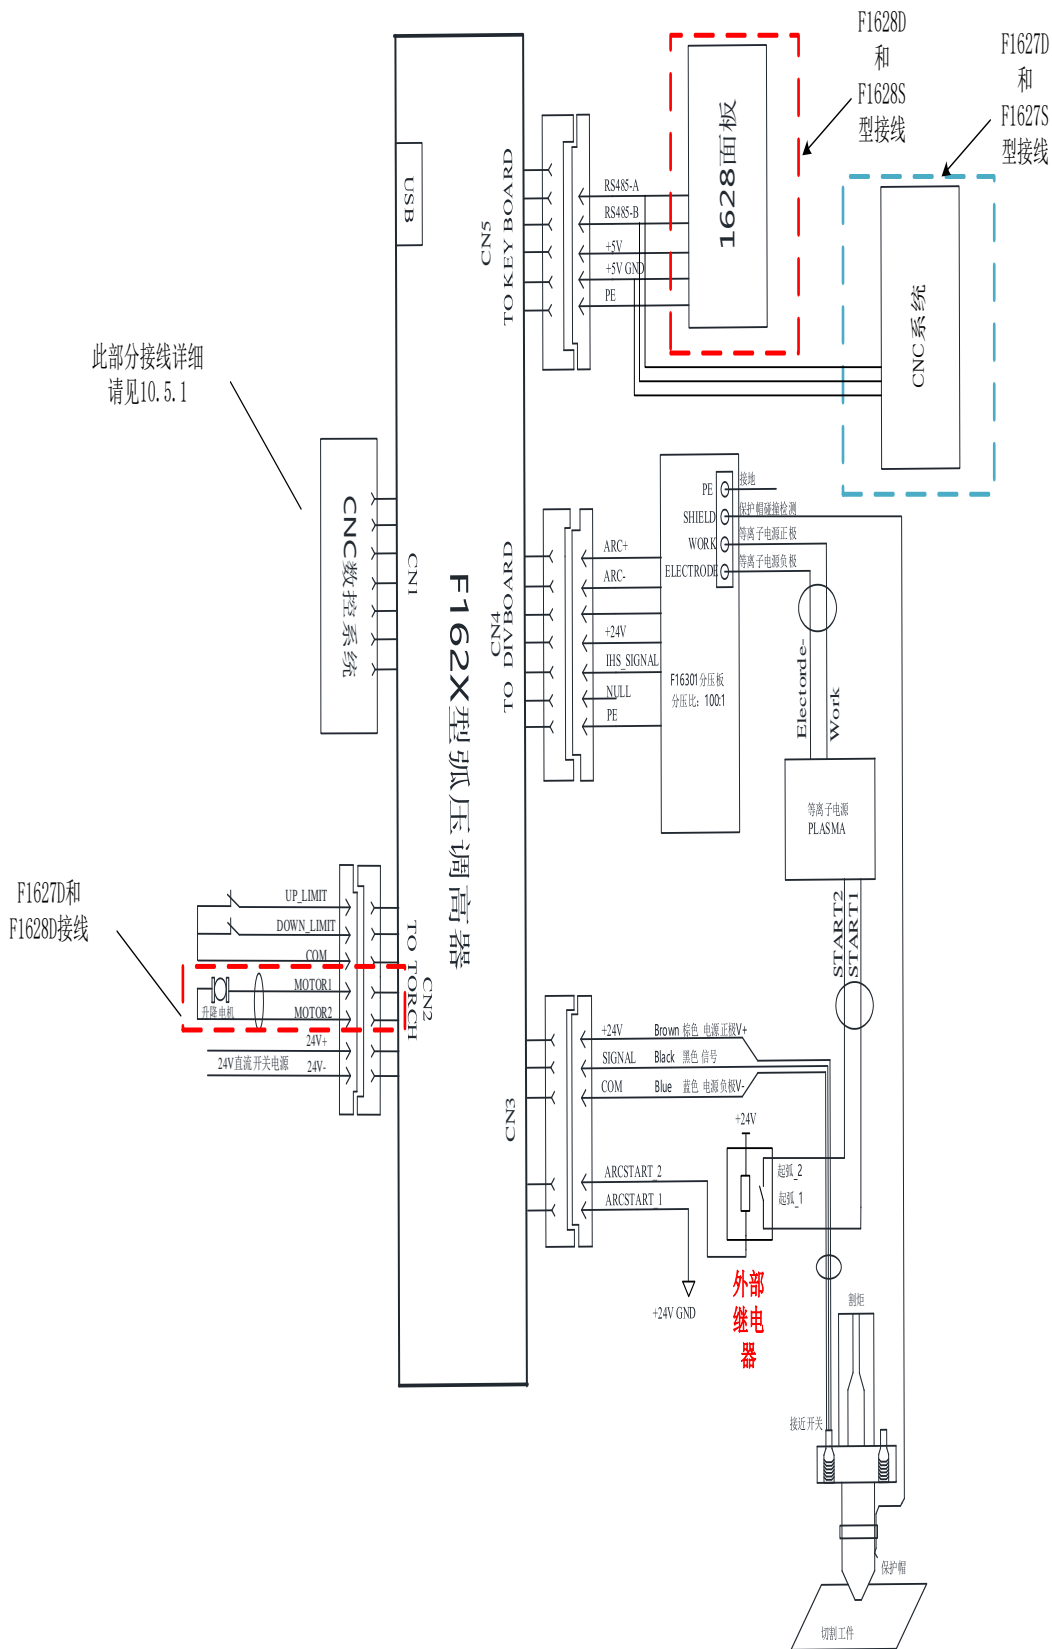 F1628D
和
F1628S
型接线
F1627D
和
F1627S
型接线
USB
CN5
TO KEY BOARD
RS485-A
RS485-B
+5V
+5V GND
PE
1628面板
CNC系统
此部分接线详细
请见10.5.1
CNC数控系统
CN1
F162X型弧压调高器
CN4
TO DIVBOARD
ARC+
ARC-
+24V
IHS_SIGNAL
NULL
PE
F16301分压板
分压比：100:1
PE
SHIELD
WORK
ELECTRODE
接地
保护帽碰撞检测
等离子电源正极
等离子电源负极
Electorde-
Work
等离子电源
PLASMA
START2
START1
F1627D和
F1628D接线
UP_LIMIT
DOWN_LIMIT
COM
MOTOR1
MOTOR2
升降电机
24V+
24V直流开关电源
24V-
TO TORCH
CN2
CN3
+24V
Brown 棕色 电源正极V+
SIGNAL
Black 黑色 信号
COM
Blue 蓝色 电源负极V-
ARCSTART_2
ARCSTART_1
+24V GND
+24V
起弧_2
起弧_1
外部
继电
器
割炬
接近开关
保护帽
切割工件